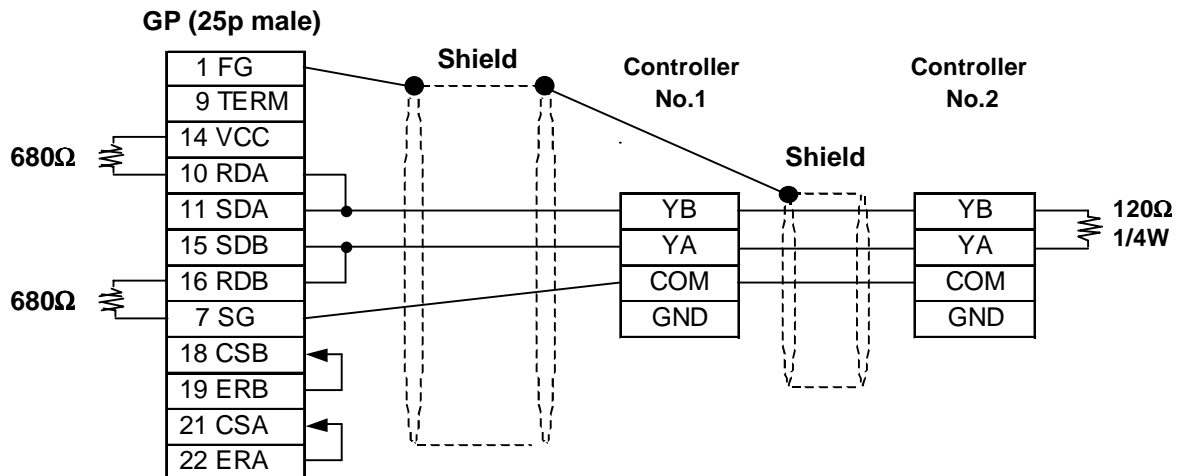 GP (25p male)
Shield
Controller
No.1
Controller
No.2
1 FG
9 TERM
14 VCC
10 RDA
11 SDA
15 SDB
16 RDB
7 SG
18 CSB
19 ERB
21 CSA
22 ERA
680Ω
680Ω
Shield
YB
YA
COM
GND
YB
YA
COM
GND
120Ω
1/4W